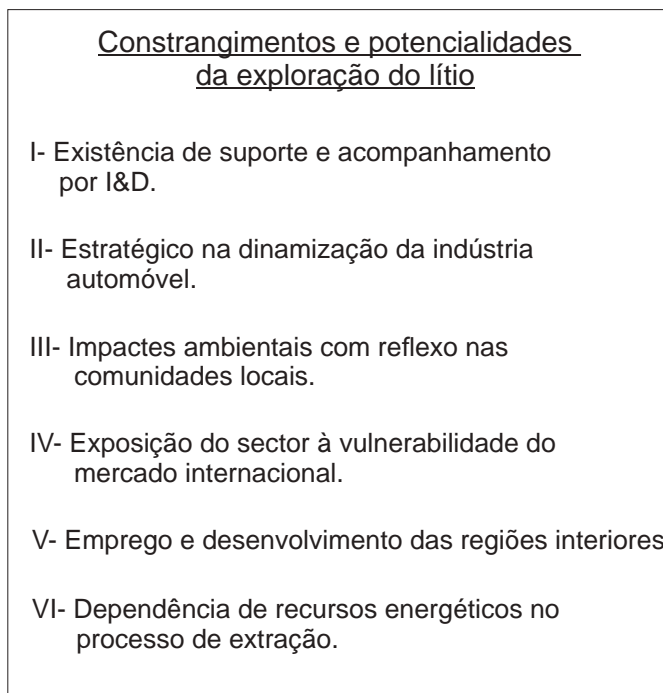 Constrangimentos e potencialidades
da exploração do lítio
I- Existência de suporte e acompanhamento
por I&D.
II- Estratégico na dinamização da indústria
automóvel.
III- Impactes ambientais com reflexo nas
comunidades locais.
IV- Exposição do sector à vulnerabilidade do
mercado internacional.
V- Emprego e desenvolvimento das regiões interiores
VI- Dependência de recursos energéticos no
processo de extração.